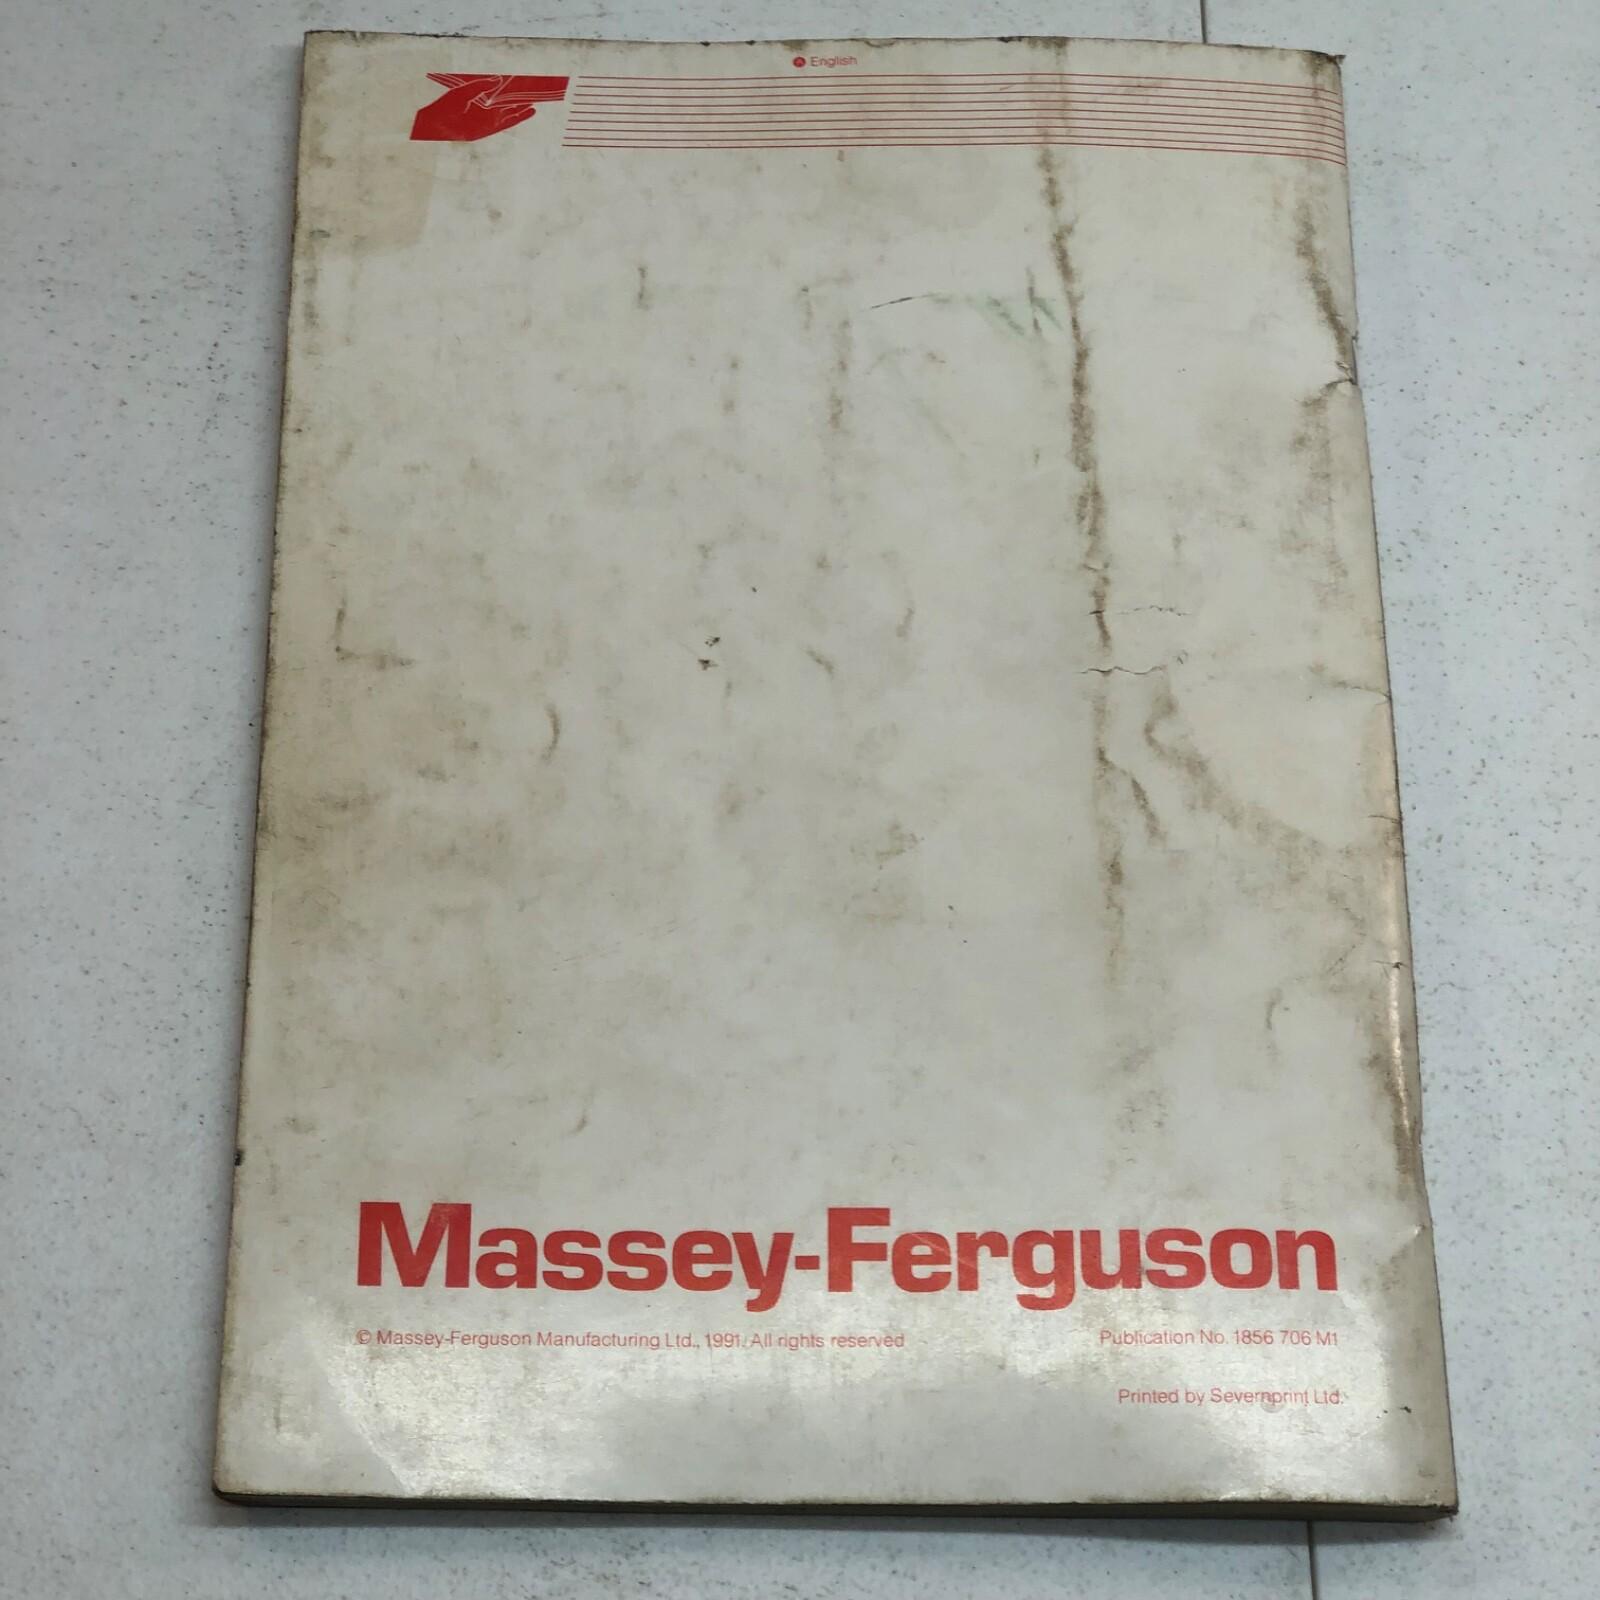 A English
Massey-Ferguson
© Massey-Ferguson Manufacturing Ltd., 1991. All rights reserved
Publication No. 1856 706 M1
Printed by Severnprint Ltd.